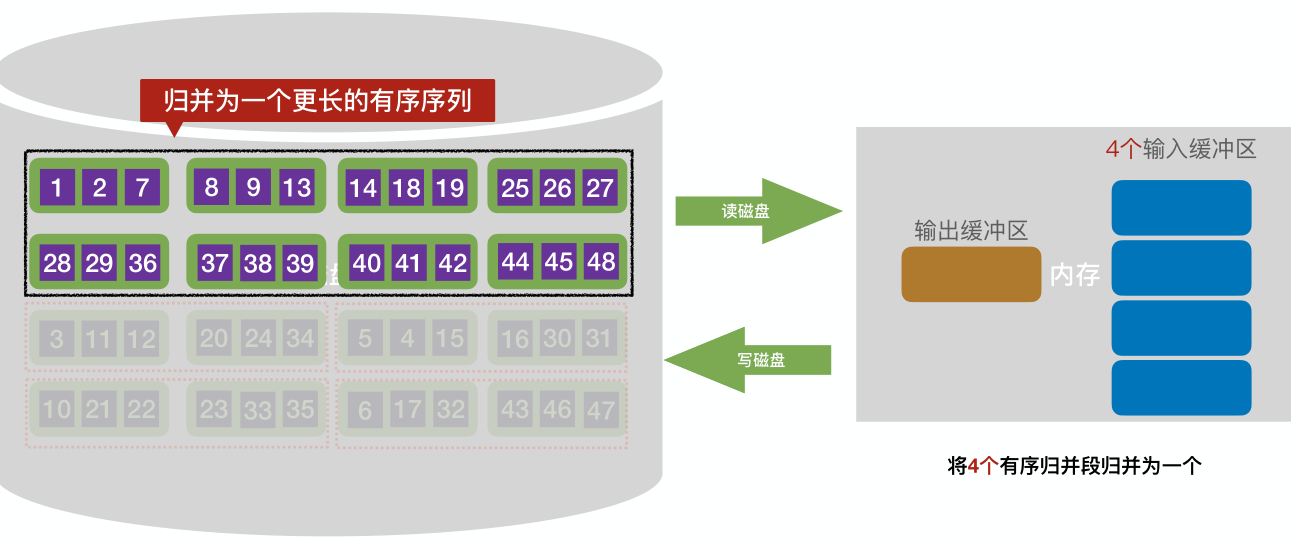 归并为一个更长的有序序列
1 2 7 8 9 13 14 18 19 25 26 27
28 29 36 37 38 39 40 41 42 44 45 48
3 11 12 20 24 34 5 4 15 16 30 31
10 21 22 23 33 35 6 17 32 43 46 47
读磁盘
写磁盘
4个输入缓冲区
输出缓冲区
内存
将4个有序归并段归并为一个